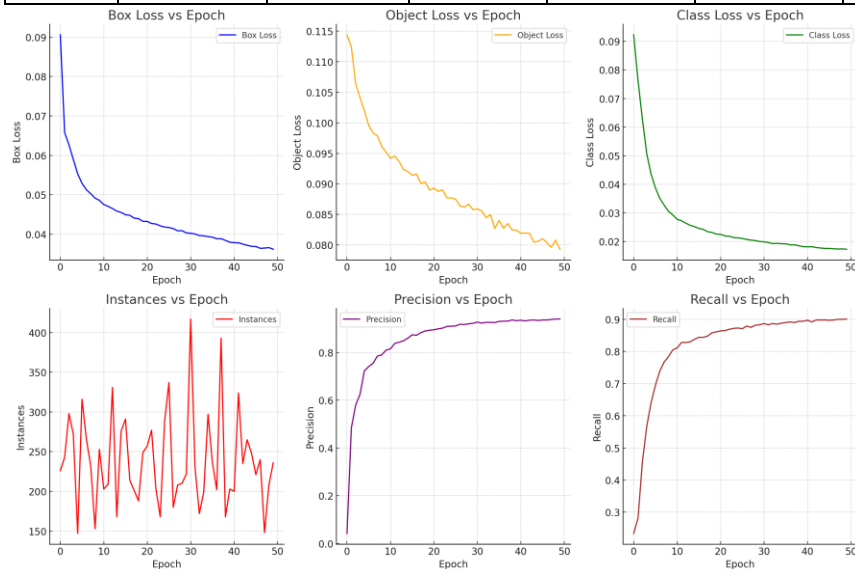 Box Loss vs Epoch
Box Loss
0.09
0.08
0.07
0.06
0.05
0.04
Box Loss
0 10 20 30 40 50
Epoch
Object Loss vs Epoch
Object Loss
0.115
0.110
0.105
0.100
0.095
0.090
0.085
0.080
Object Loss
0 10 20 30 40 50
Epoch
Class Loss vs Epoch
Class Loss
0.09
0.08
0.07
0.06
0.05
0.04
0.03
0.02
Class Loss
0 10 20 30 40 50
Epoch
Instances vs Epoch
Instances
400
350
300
250
200
150
Instances
0 10 20 30 40 50
Epoch
Precision vs Epoch
Precision
0.8
0.6
0.4
0.2
0.0
Precision
0 10 20 30 40 50
Epoch
Recall vs Epoch
Recall
0.9
0.8
0.7
0.6
0.5
0.4
0.3
Recall
0 10 20 30 40 50
Epoch